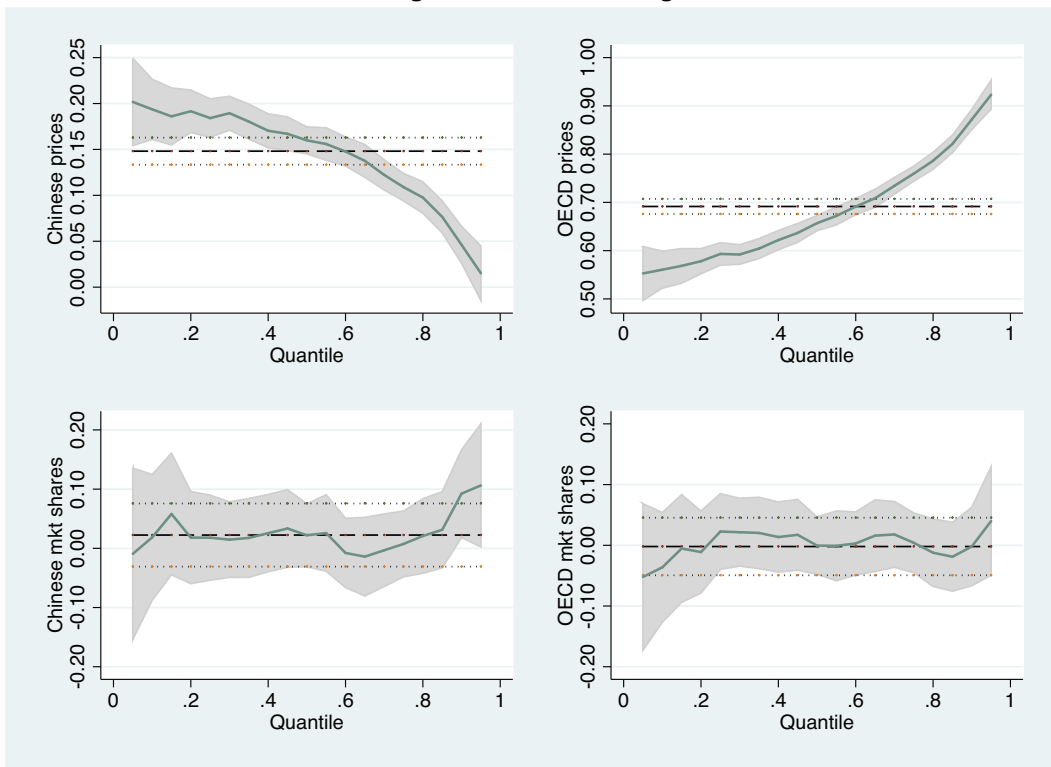 Chinese prices
0.00 0.05 0.10 0.15 0.20 0.25
0 .2 .4 .6 .8 1
Quantile
OECD prices
0.50 0.60 0.70 0.80 0.90 1.00
0 .2 .4 .6 .8 1
Quantile
Chinese mkt shares
-0.20 -0.10 0.00 0.10 0.20
0 .2 .4 .6 .8 1
Quantile
OECD mkt shares
-0.20 -0.10 0.00 0.10 0.20
0 .2 .4 .6 .8 1
Quantile